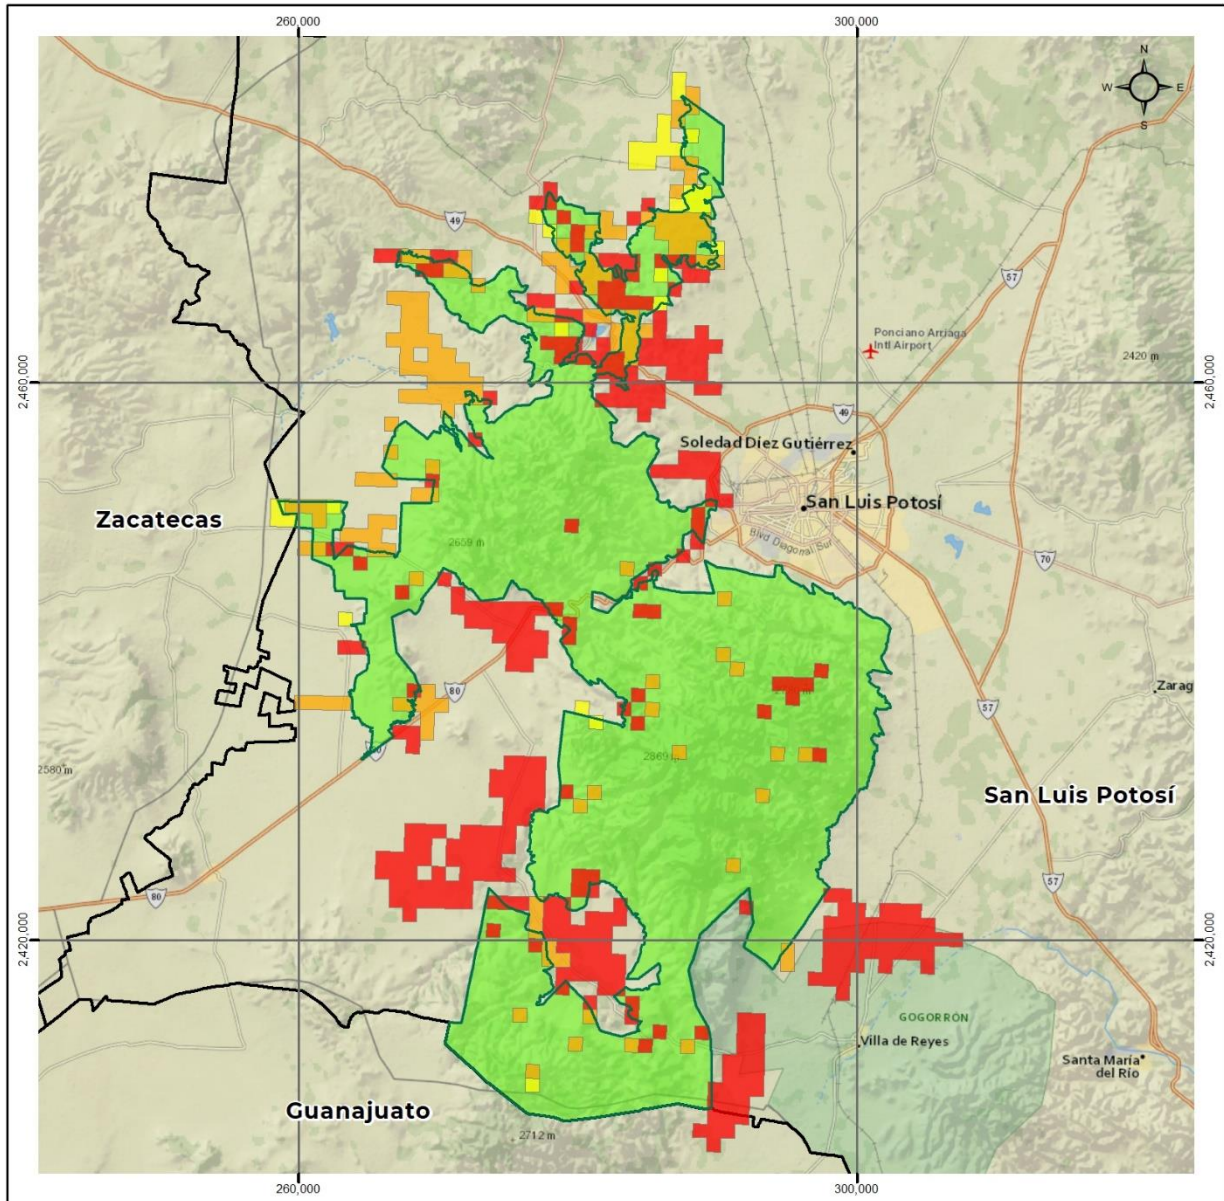 260,000
300,000
N
W
E
S
49
57
Ponciano Arriaga
Intl Airport
2420 m
2,460,000
2,460,000
49
Soledad Díez Gutiérrez
San Luis Potosí
Zacatecas
Blvd Diagonal Sur
2659 m
70
80
Zarag
57
2580 m
2869 m
San Luis Potosí
57
80
2,420,000
2,420,000
GOGORRÓN
Villa de Reyes
Santa María
del Río
Guanajuato
2712 m
260,000
300,000